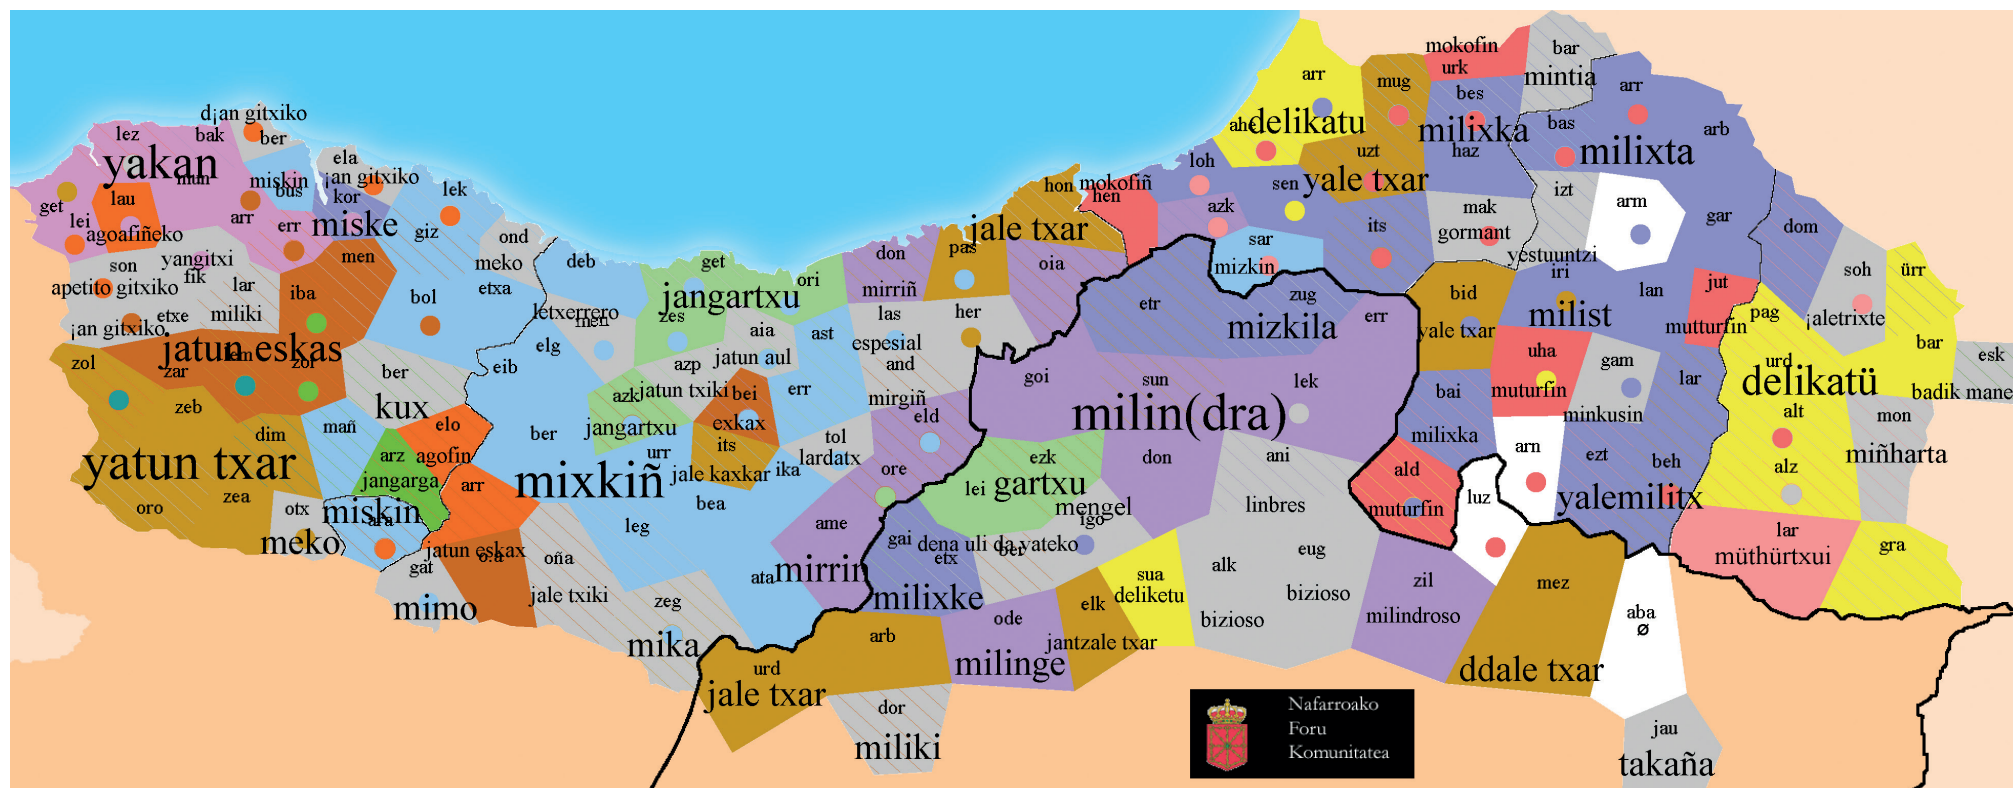 mokofin
urk
bar
mintia
arr
mug
bes
arr
arb
delikatu
ahe
milixka
bas
milixta
haz
uzt
yale txar
loh
sen
mokofiñ
hen
hon
jale txar
azk
its
mak
gormant
izt
arm
gar
yestuuntzi
dom
soh
ürr
¡aletrixte
sar
mizkin
d¡an gitxiko
ber
lez
bak
yakan
mun
miskin
bus
ela
¡an gitxiko
kor
miske
lek
giz
get
lei
lau
agoafiñeko
arr
err
yangitxi
fik
son
apetito gitxiko
lar
miliki
etxe
¡an gitxiko
men
iba
bol
ond
meko
etxa
deb
letxerrero
men
elg
eib
get
jangartxu
zes
ori
don
mirriñ
pas
oia
las
espesial
and
mirgiñ
her
aia
jatun aul
ast
azp
jatun txiki
azk
jangartxu
bei
exkax
its
jale kaxkar
err
ika
urr
zol
jatun eskas
lem
zar
zor
zeb
ber
kux
dim
yatun txar
zea
oro
mañ
elo
agofin
arz
jangarga
arr
otx
meko
miskin
ara
jatun eskax
o.a
gat
mimo
ber
mixkiñ
bea
leg
oña
jale txiki
zeg
mika
ata
tol
lardatx
eld
ore
ame
mirrin
etr
zug
mizkila
err
goi
sun
lek
milin(dra)
ezk
lei
gartxu
don
ani
linbres
mengel
igo
gai
dena uli da yateko
etx
ber
milixke
sua
deliketu
elk
jantzale txar
ode
milinge
arb
urd
jale txar
dor
miliki
alk
bizioso
eug
bizioso
zil
milindroso
bid
yale txar
iri
milist
lan
jut
mutturfin
uha
muturfin
gam
minkusin
lar
bai
milixka
ald
muturfin
arn
luz
ezt
beh
yalemilitx
pag
urd
delikatü
bar
esk
badik mane
alt
mon
miñharta
alz
lar
müthürtxui
gra
mez
ddale txar
aba
ø
jau
takaña
Nafarroako
Foru
Komunitatea